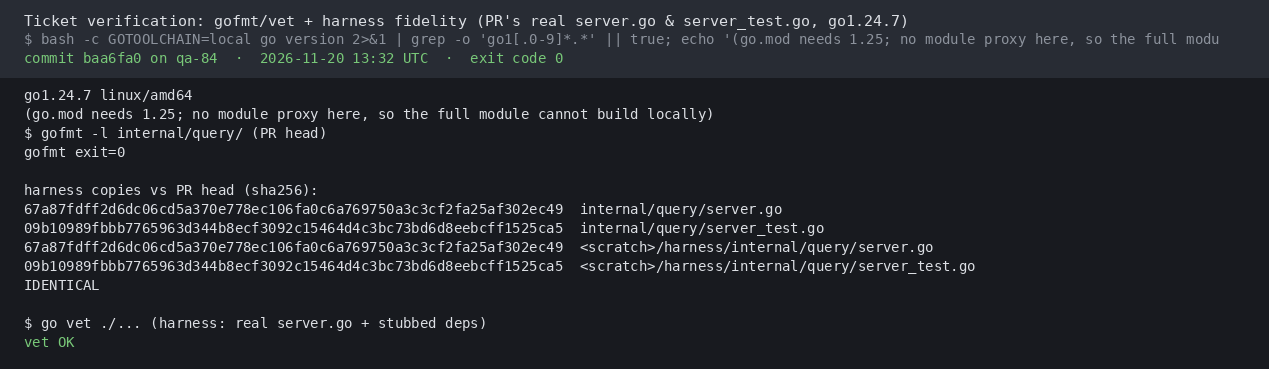 Ticket verification: gofmt/vet + harness fidelity (PR's real server.go & server_test.go, go1.24.7)
$ bash -c GOTOOLCHAIN=local go version 2>&1 | grep -o 'go1[.0-9]*.*' || true; echo '(go.mod needs 1.25; no module proxy here, so the full modu
commit baa6fa0 on qa-84  ·  2026-11-20 13:32 UTC  ·  exit code 0
go1.24.7 linux/amd64
(go.mod needs 1.25; no module proxy here, so the full module cannot build locally)
$ gofmt -l internal/query/ (PR head)
gofmt exit=0
harness copies vs PR head (sha256):
67a87fdff2d6dc06cd5a370e778ec106fa0c6a769750a3c3cf2fa25af302ec49  internal/query/server.go
09b10989fbbb7765963d344b8ecf3092c15464d4c3bc73bd6d8eebcff1525ca5  internal/query/server_test.go
67a87fdff2d6dc06cd5a370e778ec106fa0c6a769750a3c3cf2fa25af302ec49  <scratch>/harness/internal/query/server.go
09b10989fbbb7765963d344b8ecf3092c15464d4c3bc73bd6d8eebcff1525ca5  <scratch>/harness/internal/query/server_test.go
IDENTICAL
$ go vet ./... (harness: real server.go + stubbed deps)
vet OK